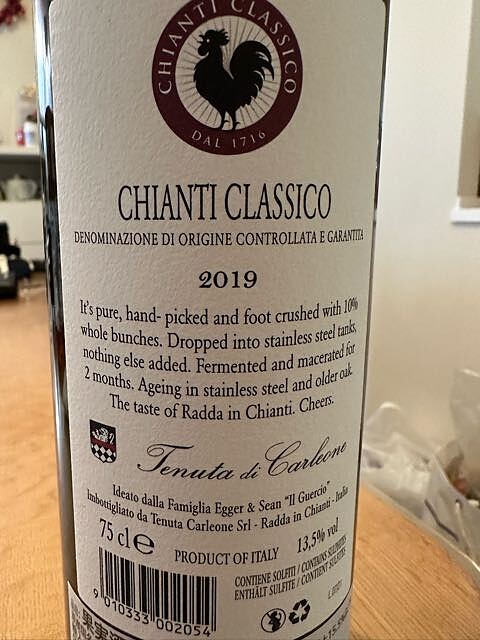 CHIANTI CLASSICO
DAL 1716
CHIANTI CLASSICO
DENOMINAZIONE DI ORIGINE CONTROLLATA E GARANTITA
2019
It's pure, hand- picked and foot crushed with 10%
whole bunches. Dropped into stainless steel tanks,
nothing else added. Fermented and macerated for
2 months. Ageing in stainless steel and older oak.
The taste of Radda in Chianti. Cheers.
Tenuta di Carleone
Ideato dalla Famiglia Egger & Sean "Il Guercio"
Imbottigliato da Tenuta Carleone Srl - Radda in Chianti - Italia
75 cl e PRODUCT OF ITALY 13,5% vol
CONTIENE SOLFITI / CONTAINS SULPHITES
ENTHÄLT SULFITE / CONTIENT SULFITES
9 010333 002054